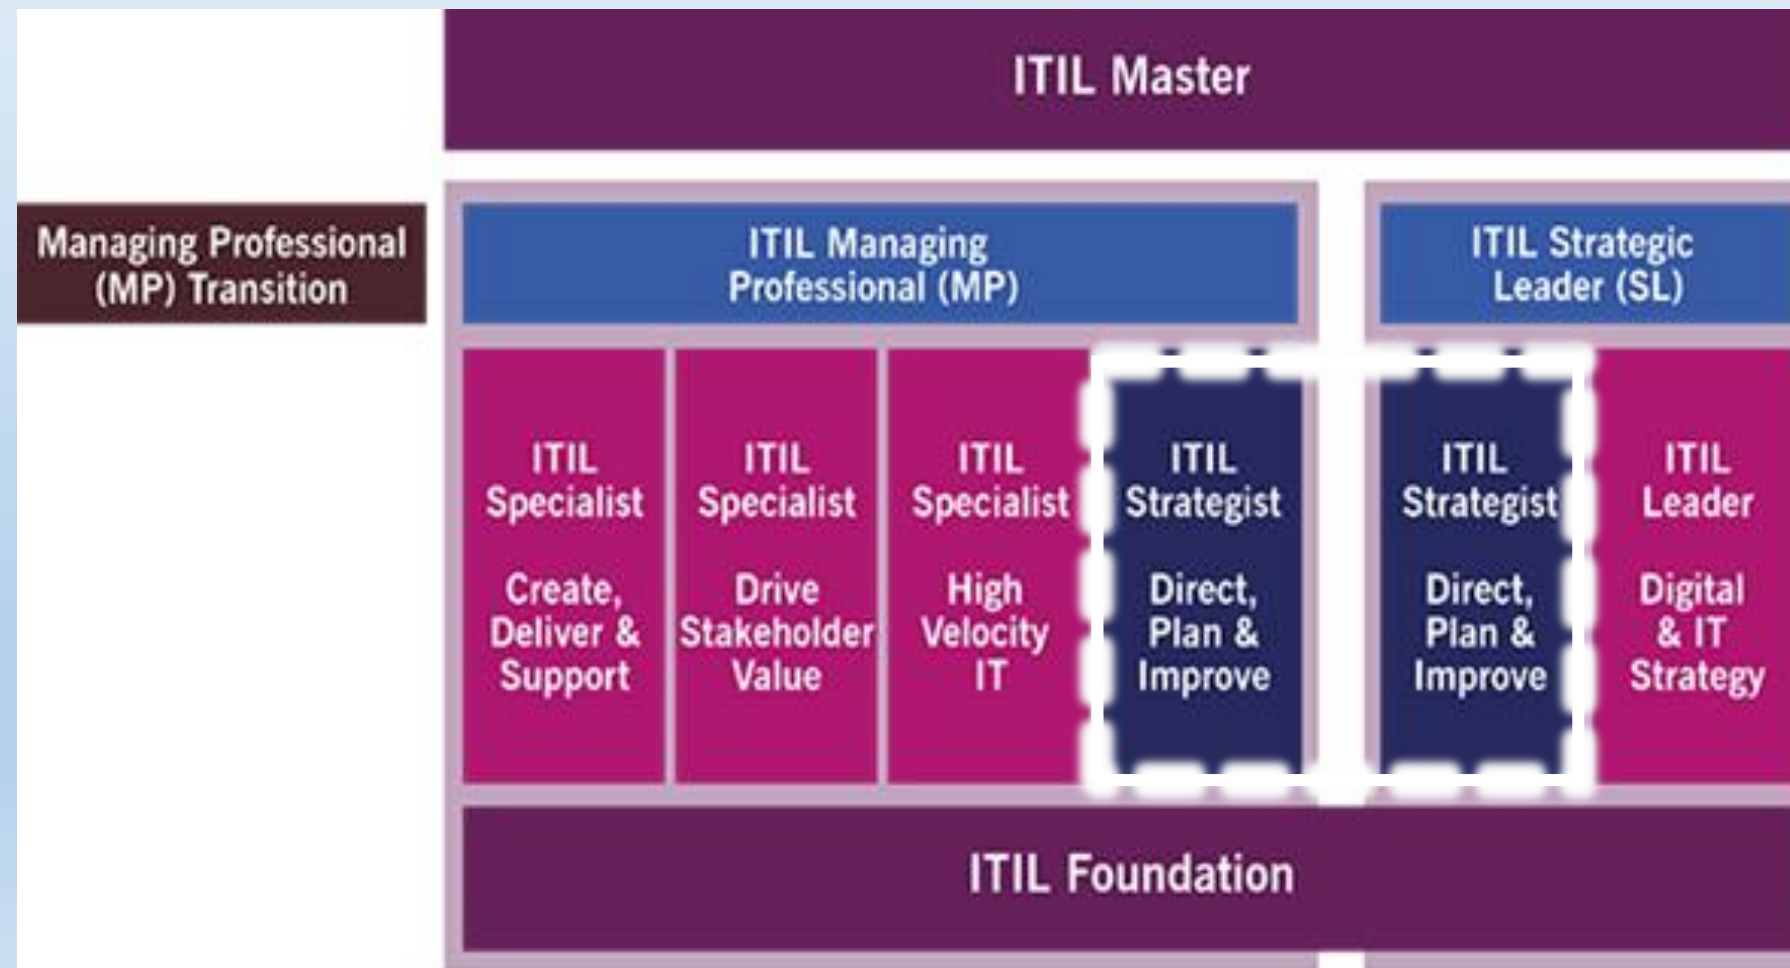 ITIL Master
Managing Professional
(MP) Transition
ITIL Managing
Professional (MP)
ITIL Strategic
Leader (SL)
ITIL
Specialist
Create,
Deliver &
Support
ITIL
Specialist
Drive
Stakeholder
Value
ITIL
Specialist
High
Velocity
IT
ITIL
Strategist
Direct,
Plan &
Improve
ITIL
Strategist
Direct,
Plan &
Improve
ITIL
Leader
Digital
& IT
Strategy
ITIL Foundation